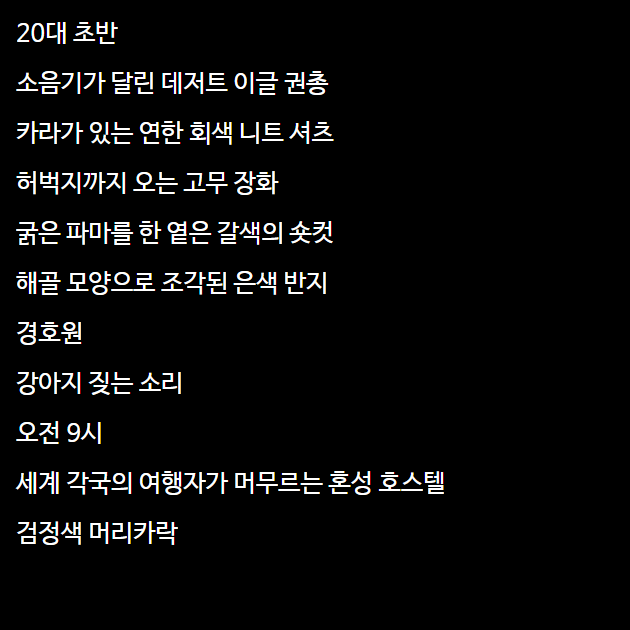 20대 초반
소음기가 달린 데저트 이글 권총
카라가 있는 연한 회색 니트 셔츠
허벅지까지 오는 고무 장화
굵은 파마를 한 옅은 갈색의 숏컷
해골 모양으로 조각된 은색 반지
경호원
강아지 짖는 소리
오전 9시
세계 각국의 여행자가 머무르는 혼성 호스텔
검정색 머리카락